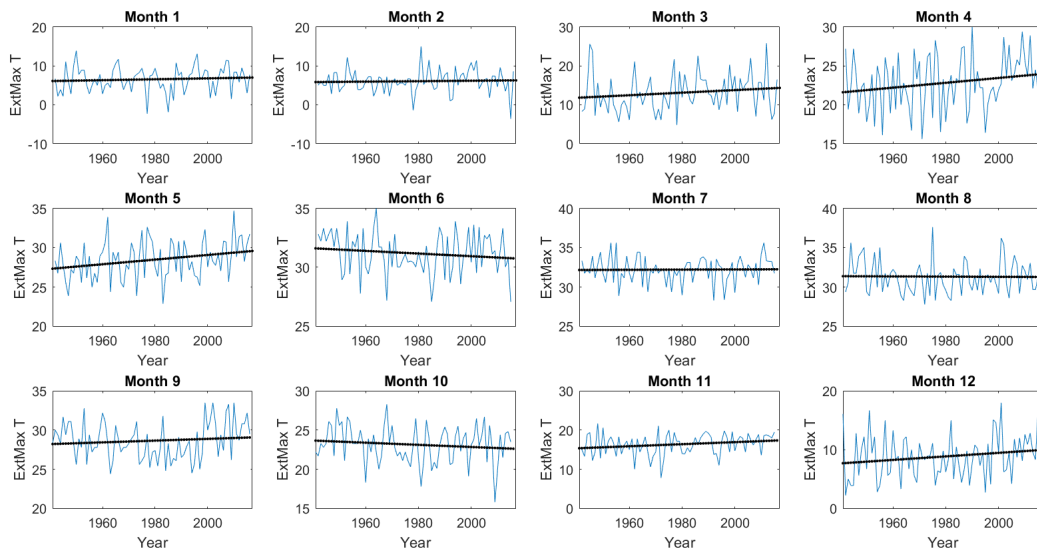 Month 1
ExtMax T
20
10
0
-10
1960
1980
2000
Year
Month 2
ExtMax T
20
10
0
-10
1960
1980
2000
Year
Month 3
ExtMax T
30
20
10
0
1960
1980
2000
Year
Month 4
ExtMax T
30
25
20
15
1960
1980
2000
Year
Month 5
ExtMax T
35
30
25
20
1960
1980
2000
Year
Month 6
ExtMax T
35
30
25
1960
1980
2000
Year
Month 7
ExtMax T
40
35
30
25
1960
1980
2000
Year
Month 8
ExtMax T
40
35
30
25
1960
1980
2000
Year
Month 9
ExtMax T
35
30
25
20
1960
1980
2000
Year
Month 10
ExtMax T
30
25
20
15
1960
1980
2000
Year
Month 11
ExtMax T
30
20
10
0
1960
1980
2000
Year
Month 12
ExtMax T
20
10
0
1960
1980
2000
Year